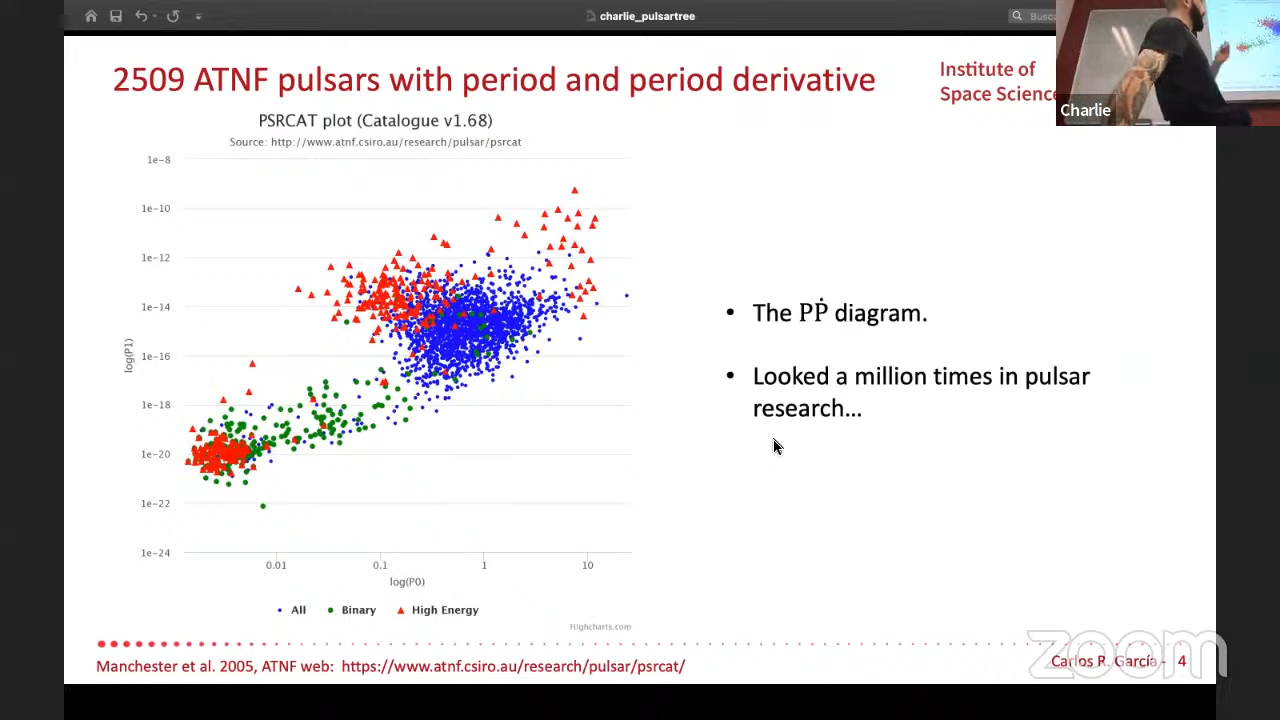 charlie_pulsartree
Busc
2509 ATNF pulsars with period and period derivative
Institute of
Space Science
Charlie
PSRCAT plot (Catalogue v1.68)
Source: http://www.atnf.csiro.au/research/pulsar/psrcat
1e-8
1e-10
1e-12
1e-14
1e-16
1e-18
1e-20
1e-22
1e-24
log(P1)
0.01
0.1
1
10
log(P0)
All
Binary
High Energy
Highcharts.com
• The PṖ diagram.
• Looked a million times in pulsar
research...
Manchester et al. 2005, ATNF web: https://www.atnf.csiro.au/research/pulsar/psrcat/
Carlos R. García - 4
zoom